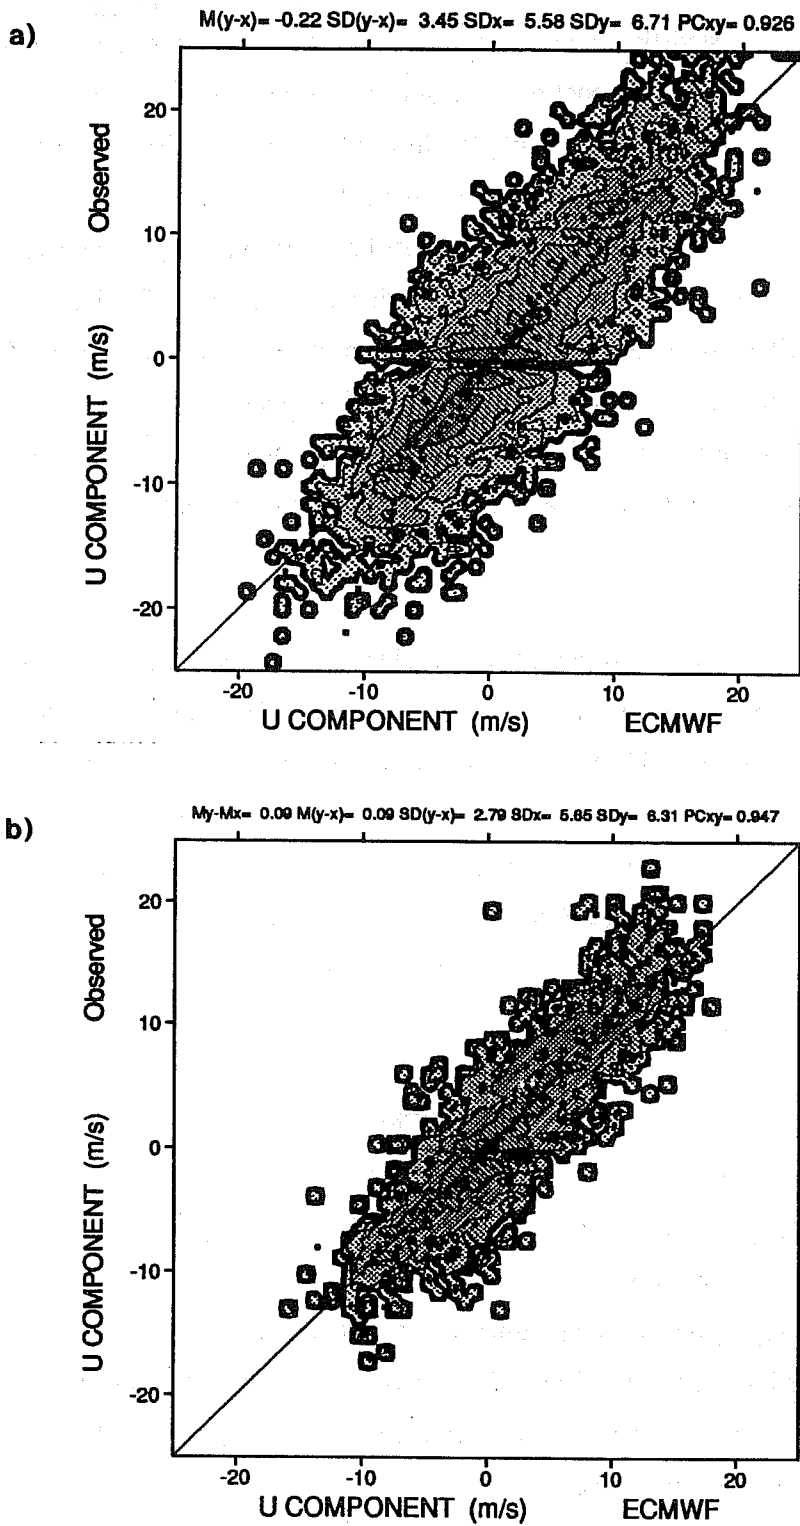 a)
M(y-x)= -0.22 SD(y-x)= 3.45 SDx= 5.58 SDy= 6.71 PCxy= 0.926
U COMPONENT (m/s) Observed
20
10
0
-10
-20
-20 -10 0 10 20
U COMPONENT (m/s) ECMWF
b)
My-Mx= 0.09 M(y-x)= 0.09 SD(y-x)= 2.79 SDx= 5.65 SDy= 6.31 PCxy= 0.947
U COMPONENT (m/s) Observed
20
10
0
-10
-20
-20 -10 0 10 20
U COMPONENT (m/s) ECMWF